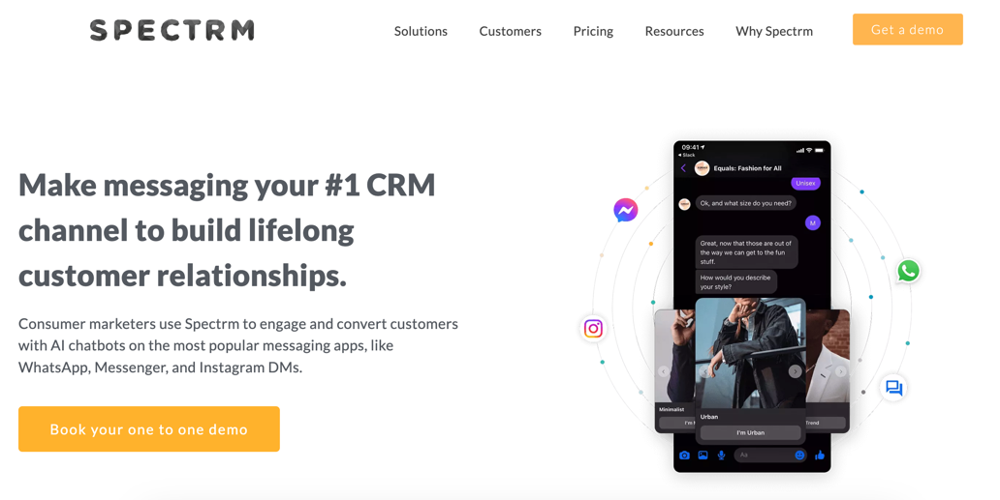 SPECTRM
Solutions
Customers
Pricing
Resources
Why Spectrm
Get a demo
Make messaging your #1 CRM
channel to build lifelong
customer relationships.
Consumer marketers use Spectrm to engage and convert customers
with AI chatbots on the most popular messaging apps, like
WhatsApp, Messenger, and Instagram DMs.
Book your one to one demo
09:41
Slack
Equals: Fashion for All
Unisex
Ok, and what size do you need?
M
Great, now that those are out of
the way we can get to the fun
stuff.
How would you describe
your style?
Minimalist
I'm
Urban
I'm Urban
Trend
Aa